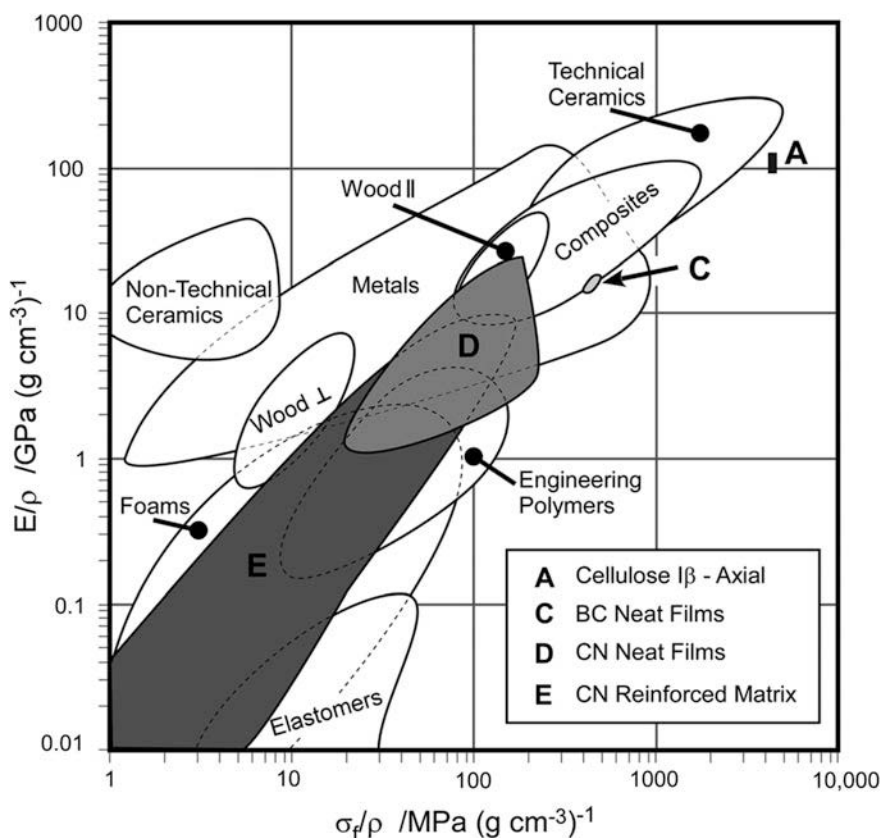 1000
100
10
1
0.1
0.01
E/ρ /GPa (g cm⁻³)⁻¹
Technical
Ceramics
A
Wood ǁ
Composites
C
Non-Technical
Ceramics
Metals
D
Wood ⊥
Engineering
Polymers
Foams
E
Elastomers
A Cellulose Iβ - Axial
C BC Neat Films
D CN Neat Films
E CN Reinforced Matrix
1 10 100 1000 10,000
σf/ρ /MPa (g cm⁻³)⁻¹